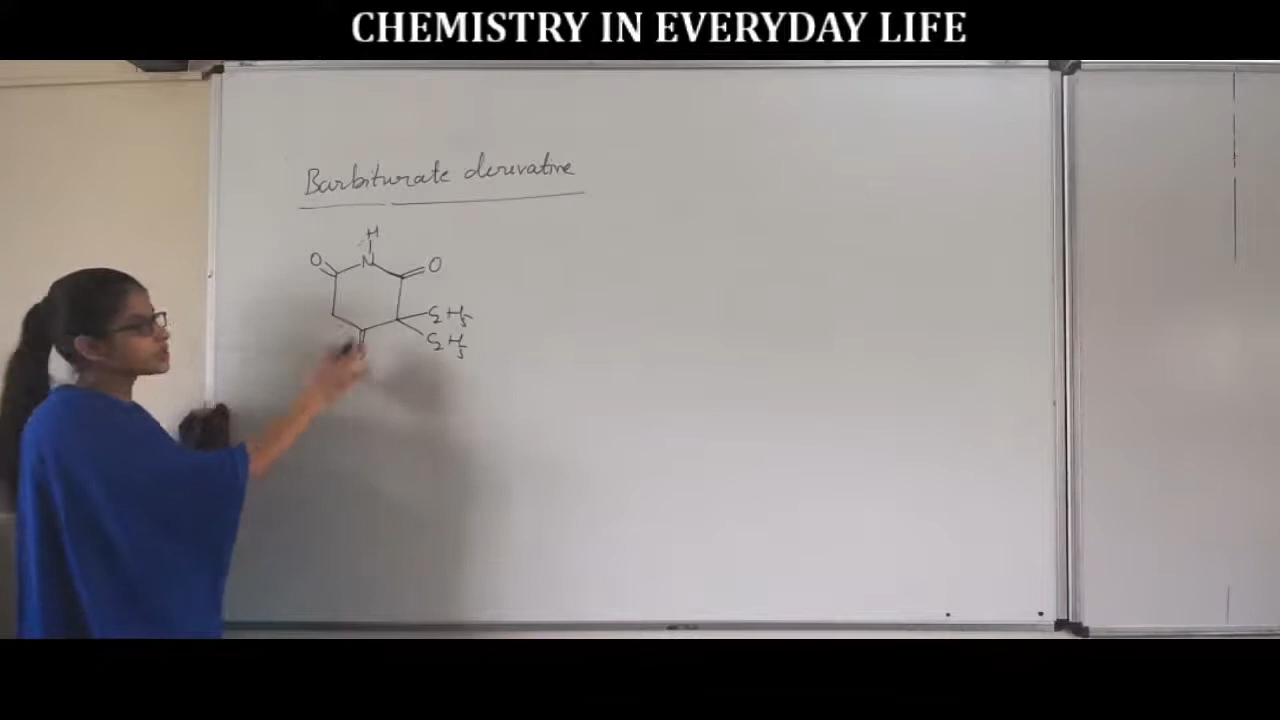 CHEMISTRY IN EVERYDAY LIFE
Barbiturate derivative
H
O N O
C2H5
C2H5